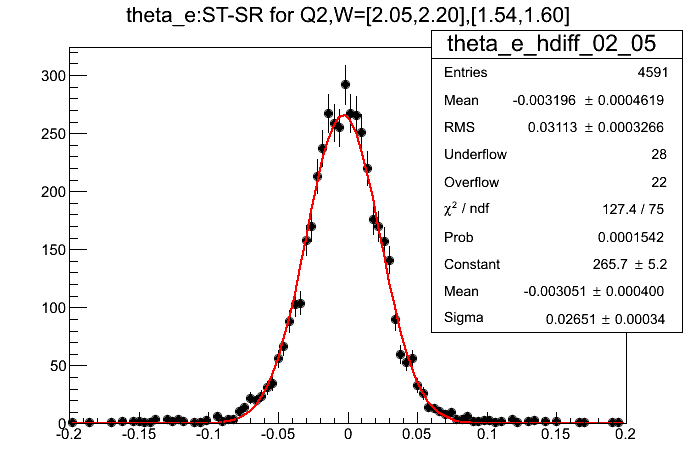 theta_e:ST-SR for Q2,W=[2.05,2.20],[1.54,1.60]
theta_e_hdiff_02_05
Entries 4591
Mean -0.003196 ± 0.0004619
RMS 0.03113 ± 0.0003266
Underflow 28
Overflow 22
χ² / ndf 127.4 / 75
Prob 0.0001542
Constant 265.7 ± 5.2
Mean -0.003051 ± 0.000400
Sigma 0.02651 ± 0.00034
300
250
200
150
100
50
0
-0.2 -0.15 -0.1 -0.05 0 0.05 0.1 0.15 0.2